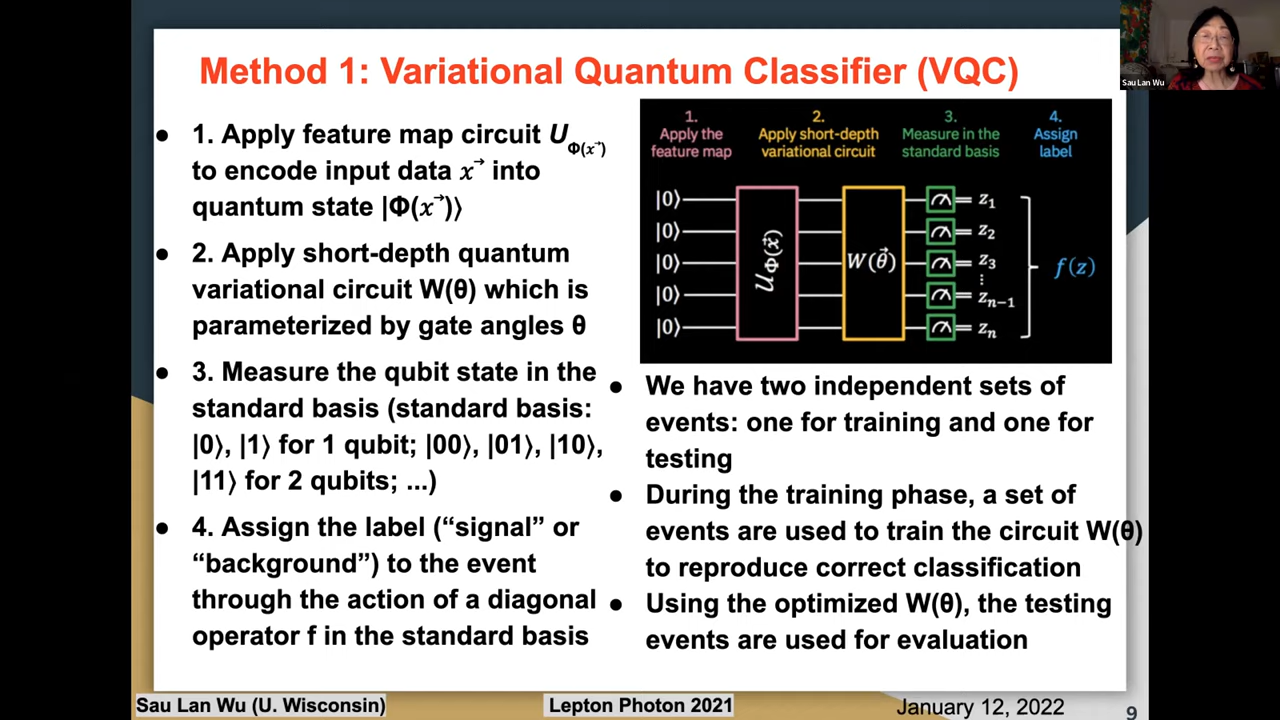 Method 1: Variational Quantum Classifier (VQC)
● 1. Apply feature map circuit U_Φ(x⃗)
to encode input data x⃗ into
quantum state |Φ(x⃗)⟩
● 2. Apply short-depth quantum
variational circuit W(θ) which is
parameterized by gate angles θ
● 3. Measure the qubit state in the
standard basis (standard basis:
|0⟩, |1⟩ for 1 qubit; |00⟩, |01⟩, |10⟩,
|11⟩ for 2 qubits; ...)
● 4. Assign the label (“signal” or
“background”) to the event
through the action of a diagonal
operator f in the standard basis
1.
Apply the
feature map
2.
Apply short-depth
variational circuit
3.
Measure in the
standard basis
4.
Assign
label
|0⟩
|0⟩
|0⟩
|0⟩
|0⟩
U_Φ(x⃗)
W(θ⃗)
= z₁
= z₂
= z₃
⋮
= zₙ₋₁
= zₙ
f(z)
● We have two independent sets of
events: one for training and one for
testing
● During the training phase, a set of
events are used to train the circuit W(θ)
to reproduce correct classification
● Using the optimized W(θ), the testing
events are used for evaluation
Sau Lan Wu (U. Wisconsin)
Lepton Photon 2021
January 12, 2022
9
Sau Lan Wu